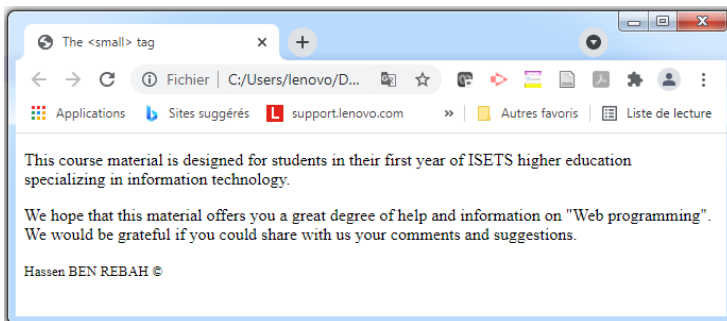 The <small> tag
Fichier | C:/Users/lenovo/D...
Applications Sites suggérés L support.lenovo.com » Autres favoris Liste de lecture
This course material is designed for students in their first year of ISETS higher education
specializing in information technology.
We hope that this material offers you a great degree of help and information on "Web programming".
We would be grateful if you could share with us your comments and suggestions.
Hassen BEN REBAH ©